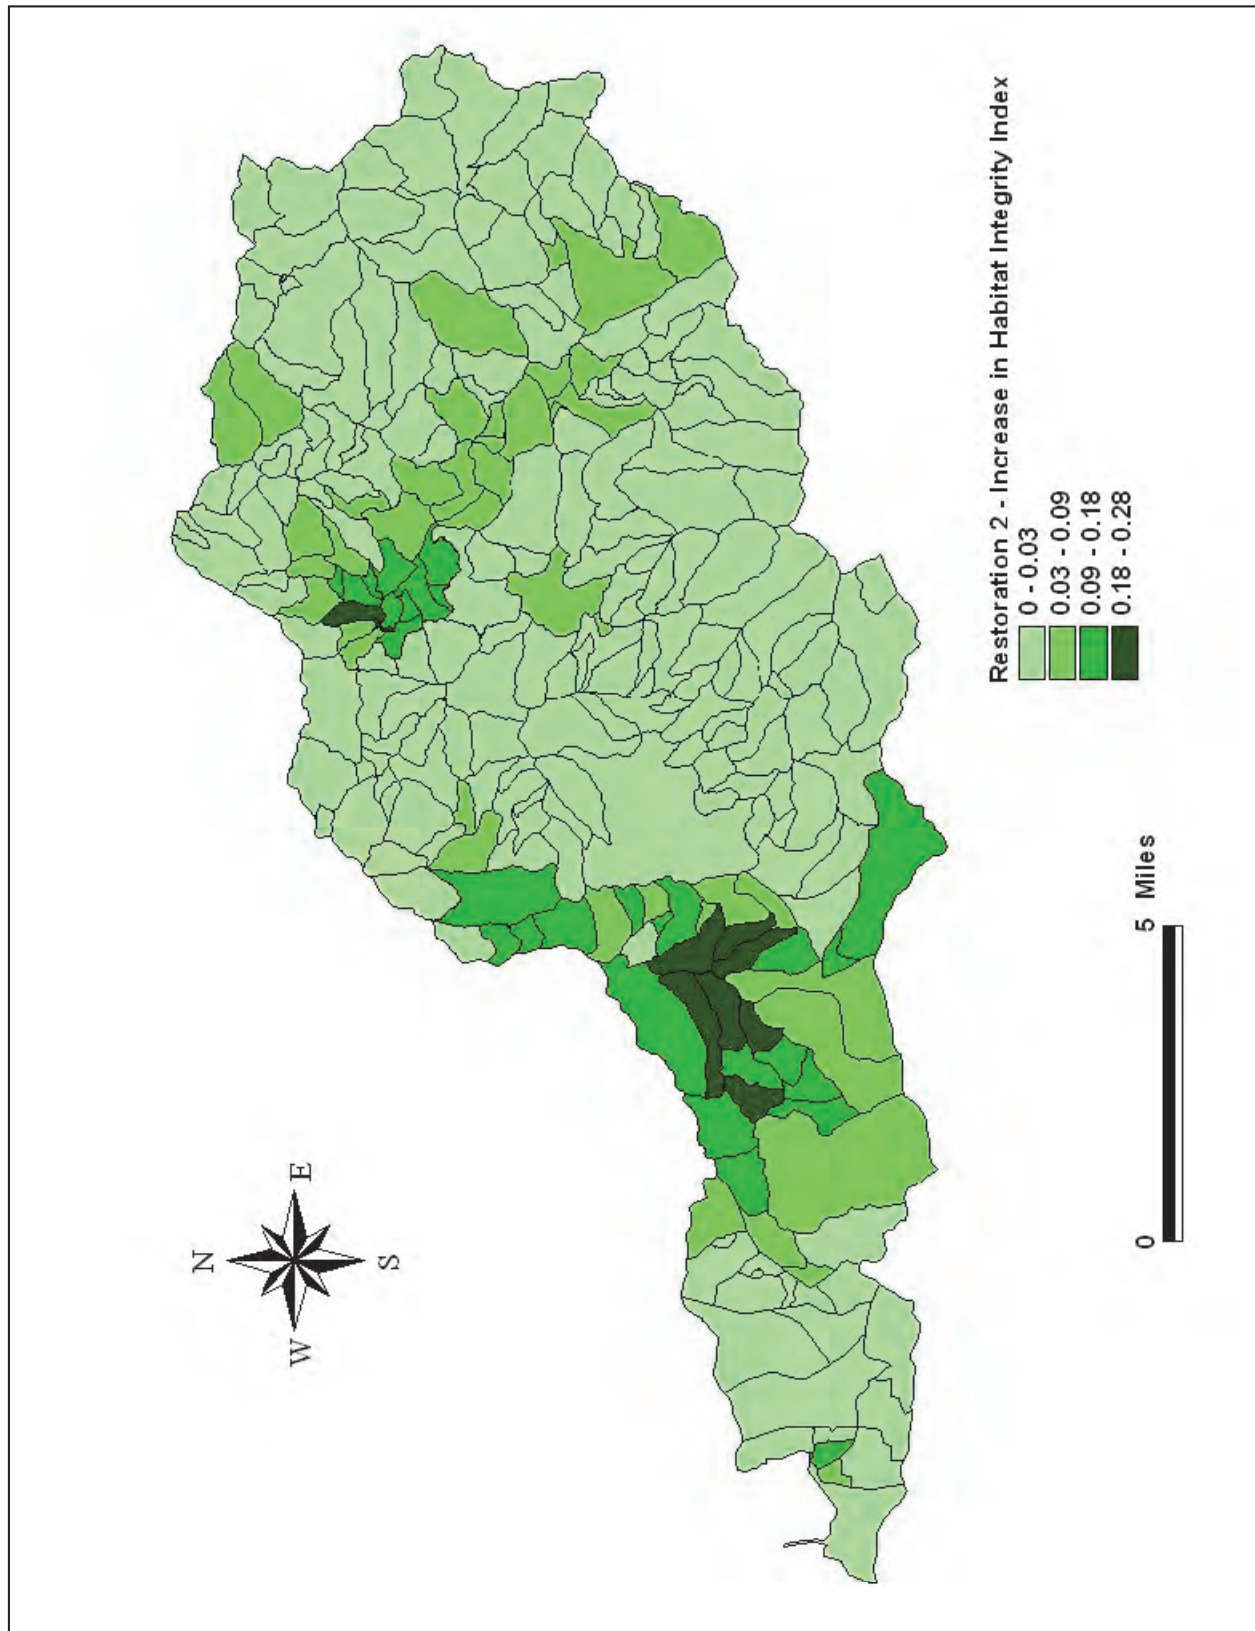 N
W
E
S
Restoration 2 - Increase in Habitat Integrity Index
0 - 0.03
0.03 - 0.09
0.09 - 0.18
0.18 - 0.28
0
5 Miles